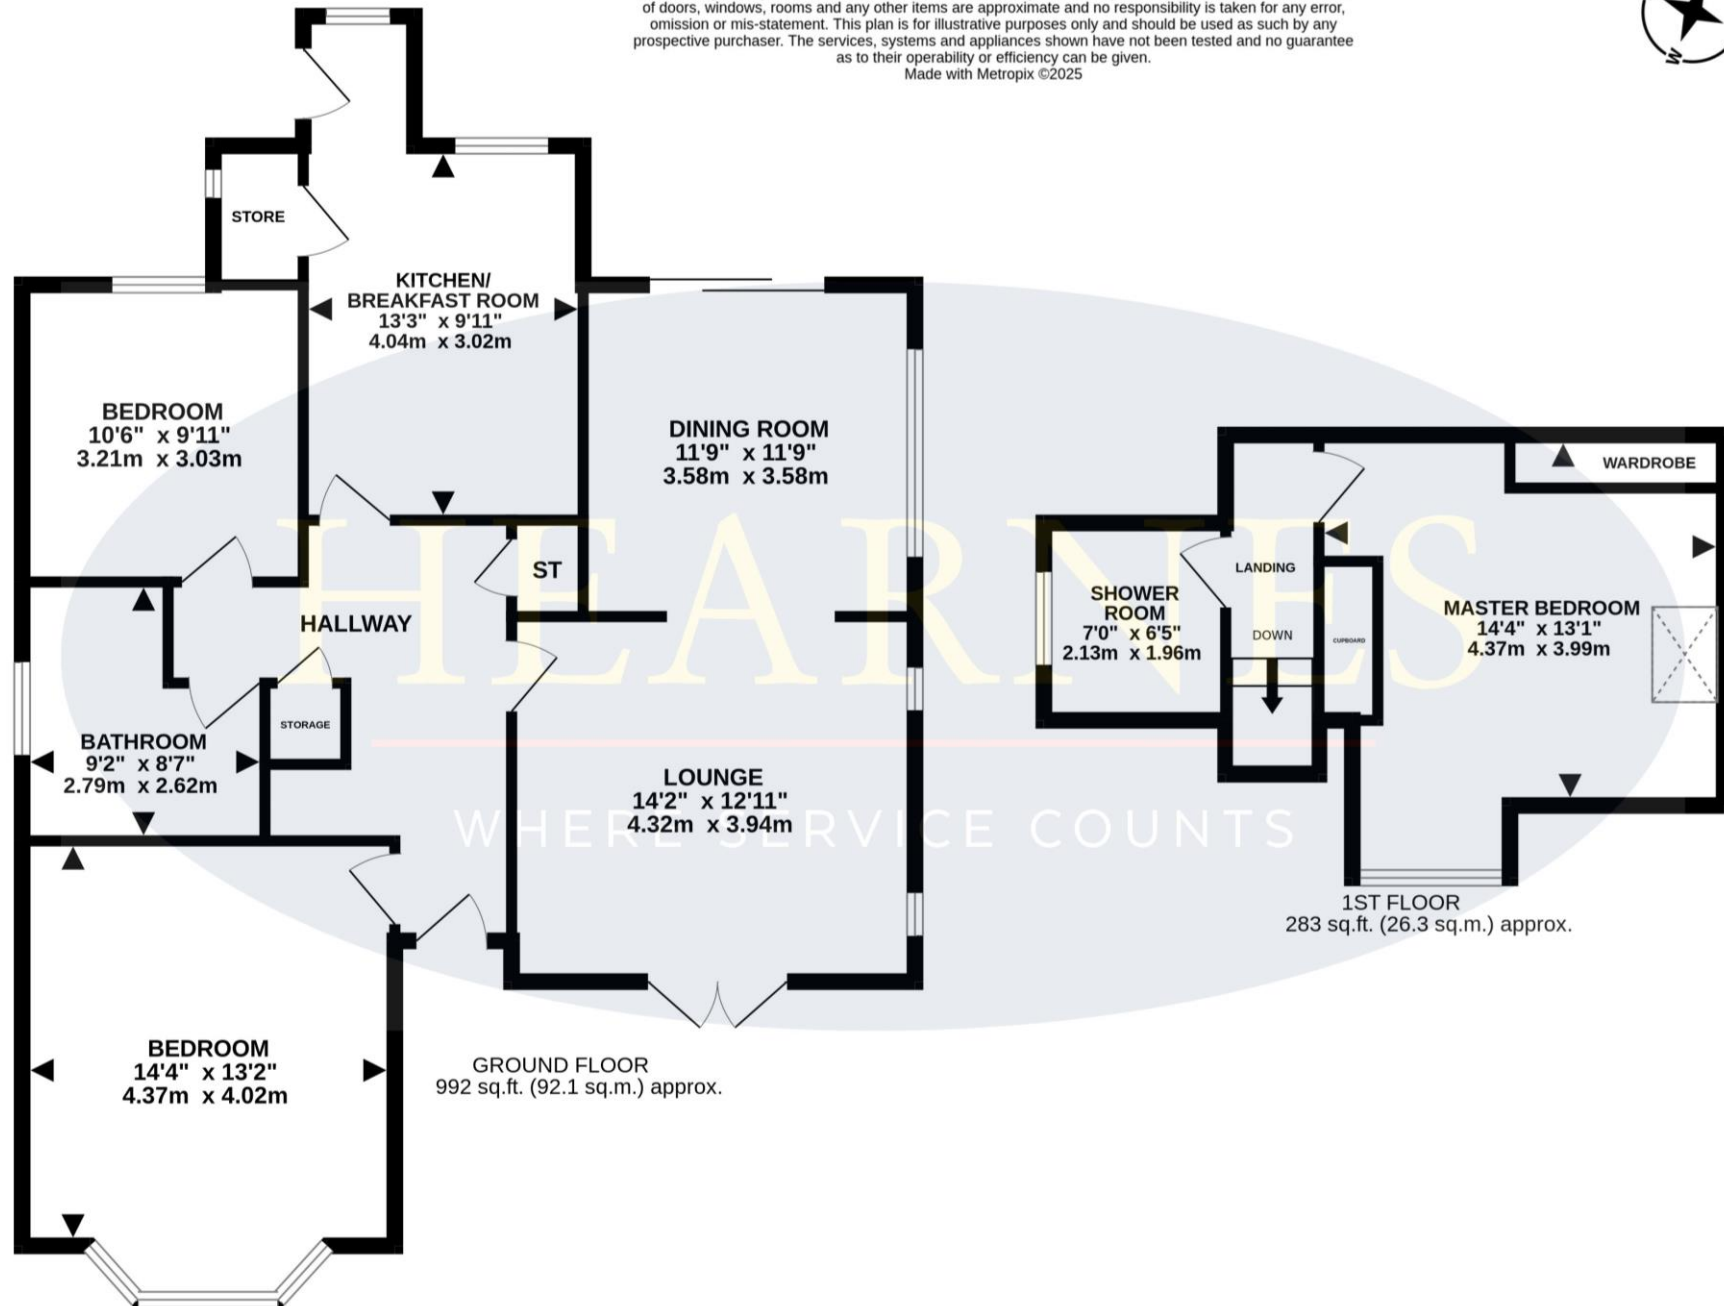 of doors, windows, rooms and any other items are approximate and no responsibility is taken for any error,
omission or mis-statement. This plan is for illustrative purposes only and should be used as such by any
prospective purchaser. The services, systems and appliances shown have not been tested and no guarantee
as to their operability or efficiency can be given.
Made with Metropix ©2025
W
STORE
KITCHEN/
BREAKFAST ROOM
13'3" x 9'11"
4.04m x 3.02m
BEDROOM
10'6" x 9'11"
3.21m x 3.03m
DINING ROOM
11'9" x 11'9"
3.58m x 3.58m
ST
HALLWAY
STORAGE
BATHROOM
9'2" x 8'7"
2.79m x 2.62m
LOUNGE
14'2" x 12'11"
4.32m x 3.94m
BEDROOM
14'4" x 13'2"
4.37m x 4.02m
GROUND FLOOR
992 sq.ft. (92.1 sq.m.) approx.
WARDROBE
LANDING
SHOWER
ROOM
7'0" x 6'5"
2.13m x 1.96m
DOWN
CUPBOARD
MASTER BEDROOM
14'4" x 13'1"
4.37m x 3.99m
1ST FLOOR
283 sq.ft. (26.3 sq.m.) approx.
HEARNES
WHERE SERVICE COUNTS